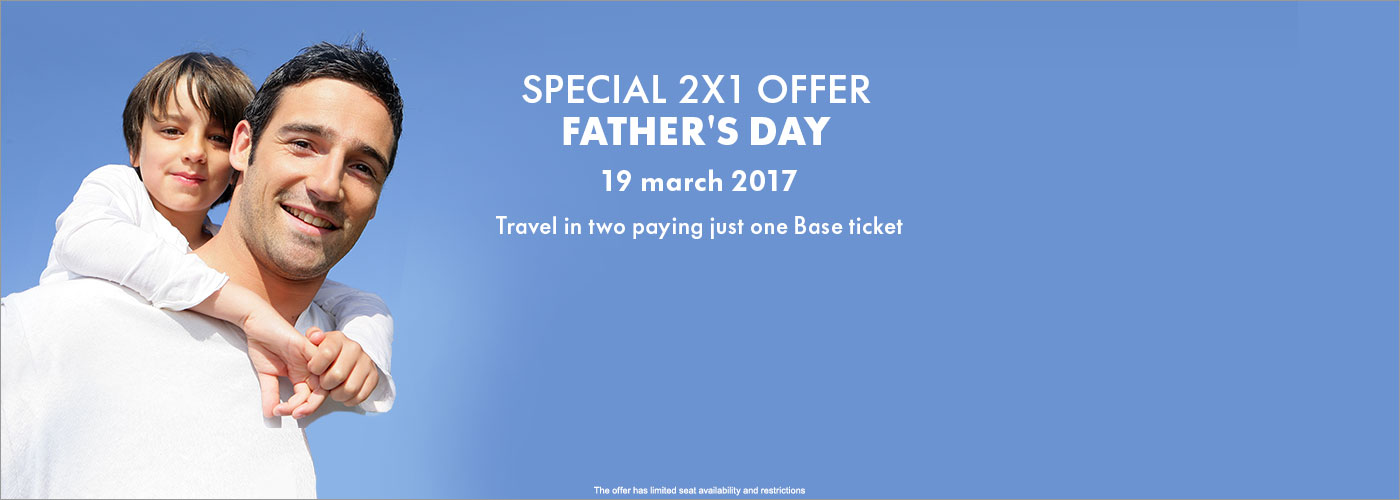 SPECIAL 2X1 OFFER
FATHER'S DAY
19 march 2017
Travel in two paying just one Base ticket
The offer has limited seat availability and restrictions